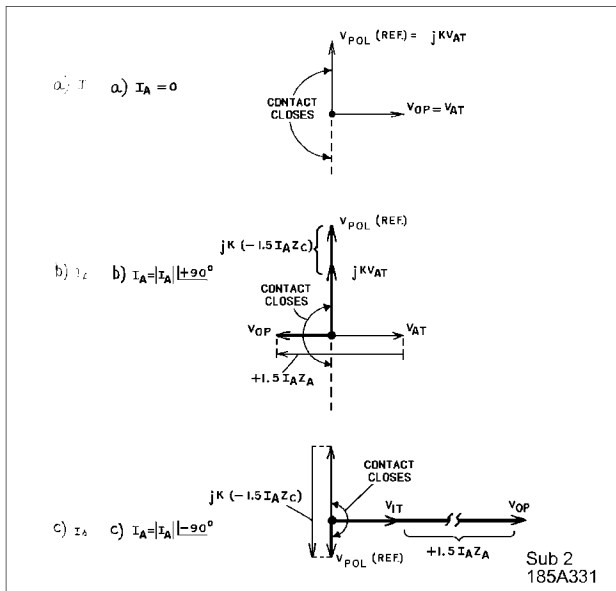 V_POL (REF.) = jKV_AT
a) I a) I_A = 0
CONTACT
CLOSES
V_OP = V_AT
V_POL (REF.)
jK (-1.5 I_A Z_C)
jKV_AT
b) I_A b) I_A = |I_A| ∠+90°
CONTACT
CLOSES
V_OP
V_AT
+1.5 I_A Z_A
CONTACT
CLOSES
jK (-1.5 I_A Z_C)
V_IT
V_OP
c) I_A c) I_A = |I_A| ∠-90°
V_POL (REF.)
+1.5 I_A Z_A
Sub 2
185A331